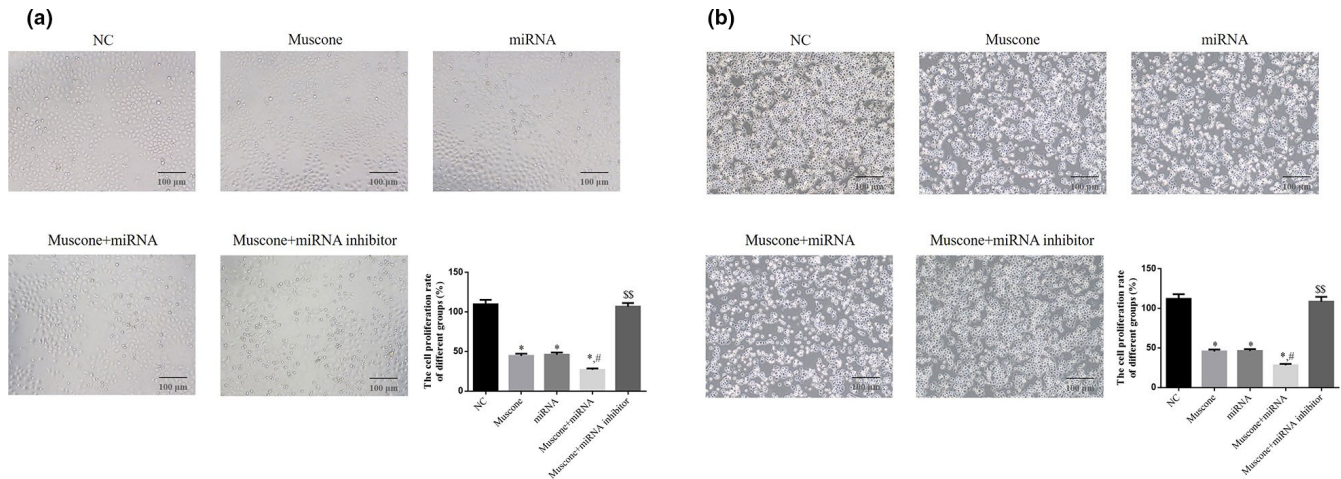 (a)
NC
Muscone
miRNA
100 µm
100 µm
100 µm
Muscone+miRNA
Muscone+miRNA inhibitor
100 µm
100 µm
The cell proliferation rate
of different groups (%)
150
100
50
0
*
*
*,#
$$
NC
Muscone
miRNA
Muscone+miRNA
Muscone+miRNA inhibitor
(b)
NC
Muscone
miRNA
100 µm
100 µm
100 µm
Muscone+miRNA
Muscone+miRNA inhibitor
100 µm
100 µm
The cell proliferation rate
of different groups (%)
150
100
50
0
*
*
*,#
$$
NC
Muscone
miRNA
Muscone+miRNA
Muscone+miRNA inhibitor